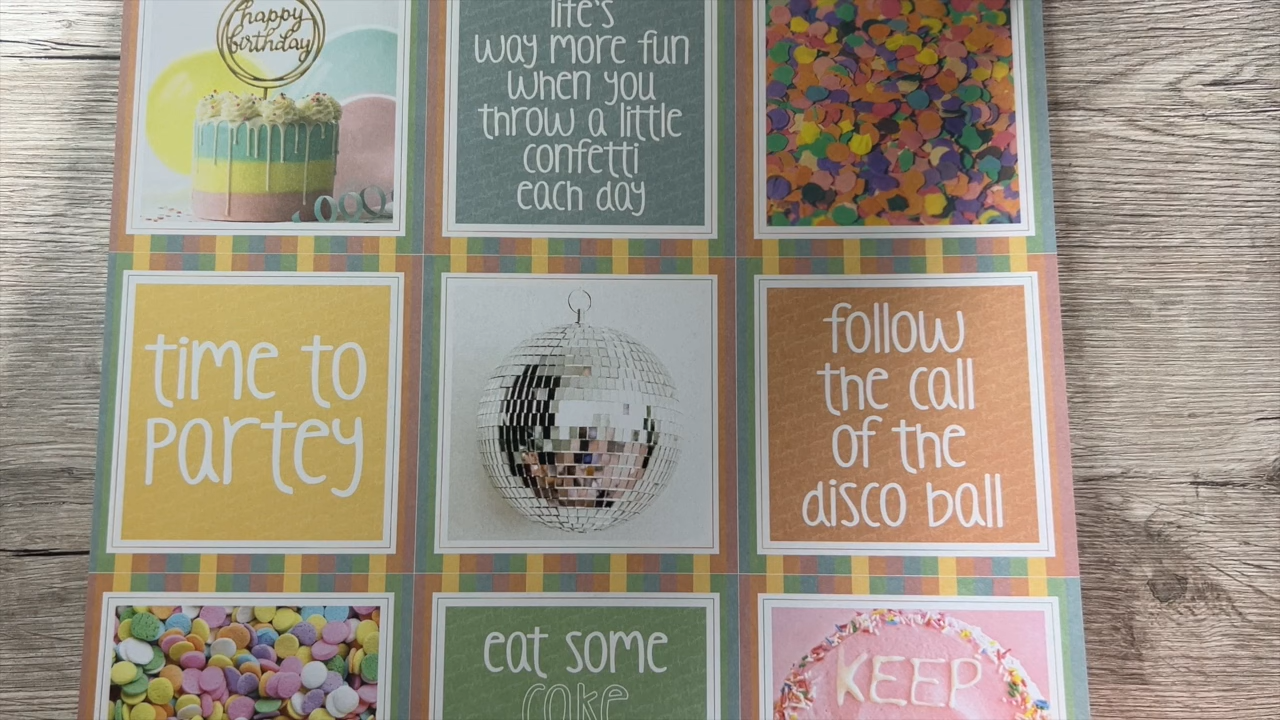 happy
birthday
life's
way more fun
when you
throw a little
confetti
each day
time to
partey
follow
the call
of the
disco ball
eat some
cake
KEEP